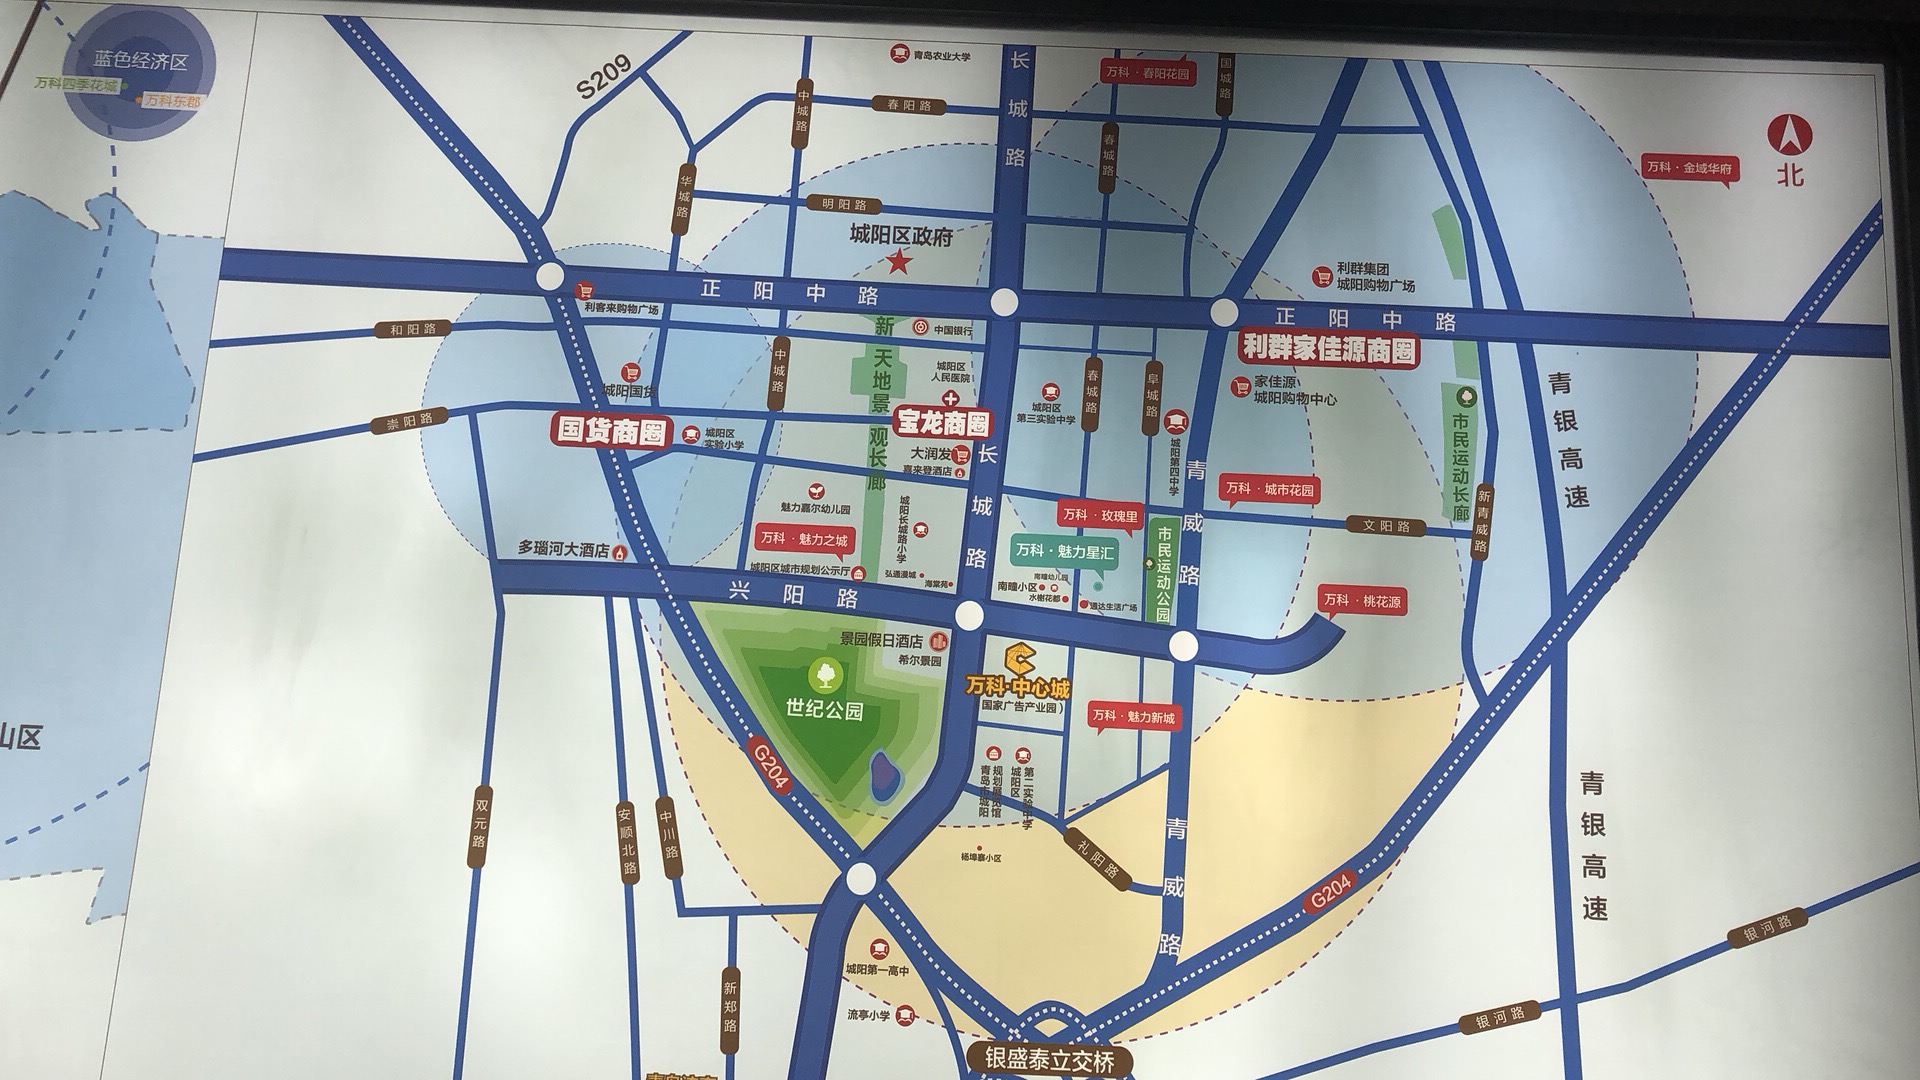 蓝色经济区
万科四季花城
万科东郡
S209
青岛农业大学
长城路
万科·春阳花园
国城路
中城路
春阳路
春城路
北
万科·金域华府
华城路
明阳路
城阳区政府
利群集团
城阳购物广场
正阳中路
正阳中路
利客来购物广场
和阳路
新天地景观长廊
中国银行
利群家佳源商圈
中城路
城阳区
人民医院
春城路
阜城路
家佳源
城阳购物中心
城阳国货
城阳区
第三实验中学
青银高速
市民运动长廊
崇阳路
国货商圈
城阳区
实验小学
宝龙商圈
大润发
喜来登酒店
长城路
城阳第四中学
青威路
万科·城市花园
魅力嘉尔幼儿园
城阳长城路小学
万科·玫瑰里
文阳路
新青威路
万科·魅力之城
万科·魅力星汇
市民运动公园
多瑙河大酒店
城阳区城市规划公示厅
弘通漫城
海棠苑
南疃幼儿园
南疃小区
水榭花都
通达生活广场
兴阳路
万科·桃花源
景园假日酒店
希尔景园
万科·中心城
国家广告产业园）
世纪公园
万科·魅力新城
山区
G204
青岛市城阳
规划展览馆
城阳区
第二实验中学
双元路
安顺北路
中川路
青银高速
青威路
杨埠寨小区
礼阳路
G204
银河路
城阳第一高中
新郑路
流亭小学
银河路
银盛泰立交桥